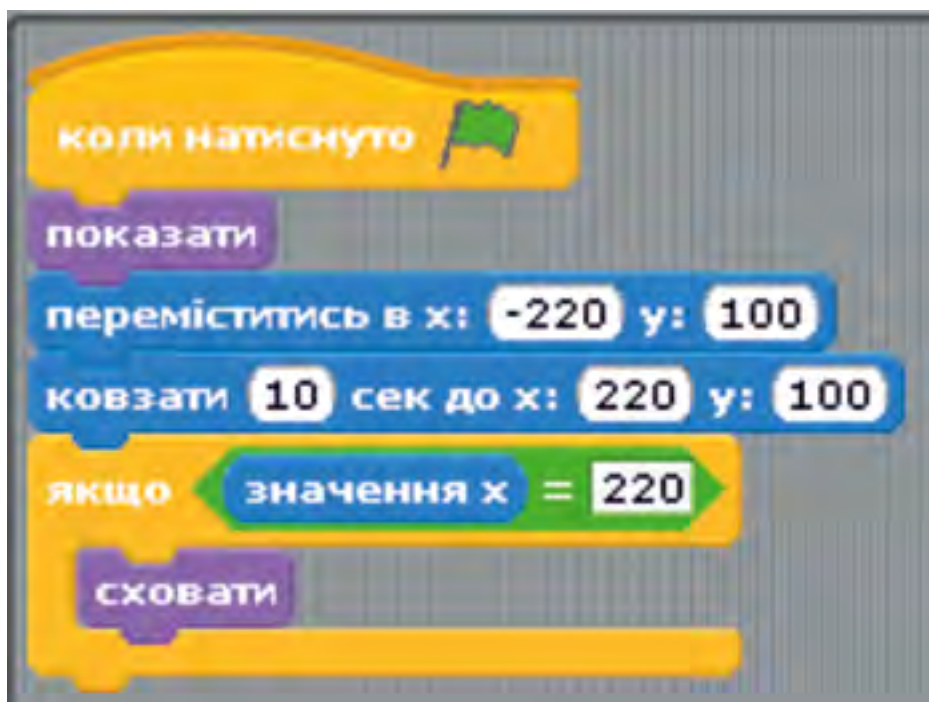 коли натиснуто
показати
переміститись в x: -220 y: 100
ковзати 10 сек до x: 220 y: 100
якщо значення x = 220
сховати